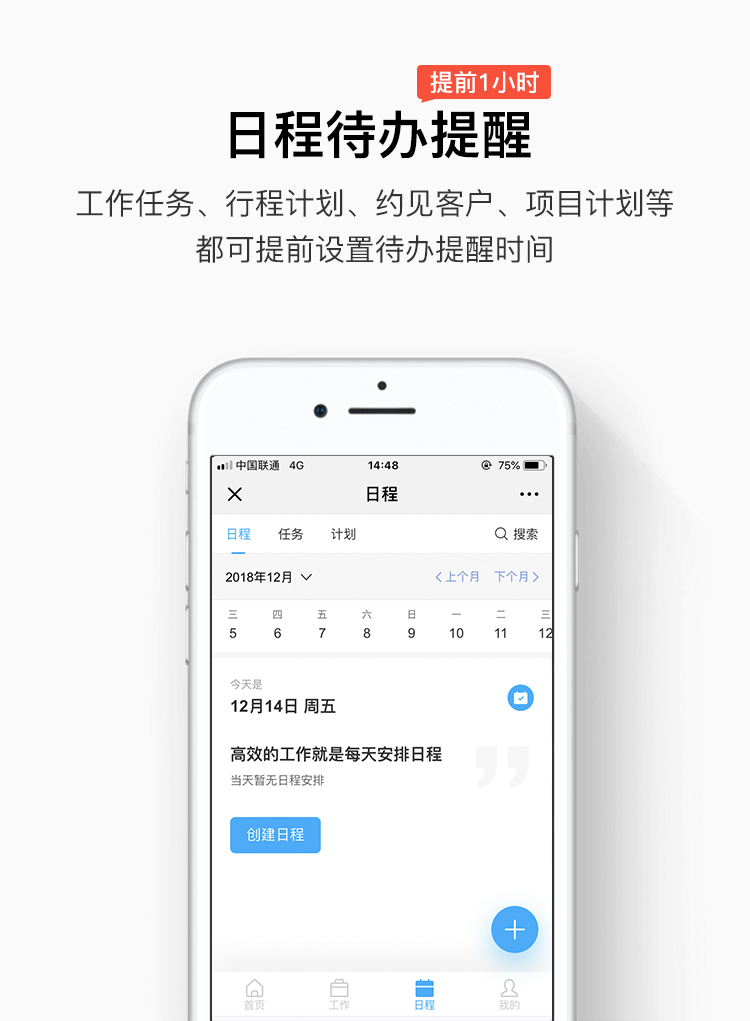 提前1小时
日程待办提醒
工作任务、行程计划、约见客户、项目计划等
都可提前设置待办提醒时间
中国联通 4G 14:48 75%
日程
日程 任务 计划 搜索
2018年12月 上个月 下个月
三 四 五 六 日 一 二 三
5 6 7 8 9 10 11 12
今天是
12月14日 周五
高效的工作就是每天安排日程
当天暂无日程安排
创建日程
首页 工作 日程 我的